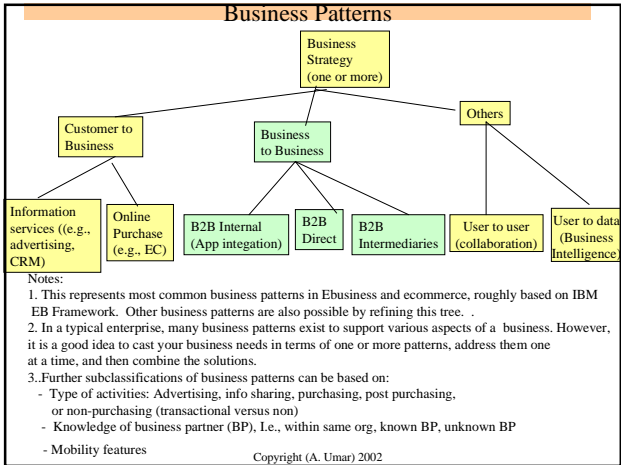 Business Patterns
Business
Strategy
(one or more)
Customer to
Business
Business
to Business
Others
Information
services ((e.g.,
advertising,
CRM)
Online
Purchase
(e.g., EC)
B2B Internal
(App integation)
B2B
Direct
B2B
Intermediaries
User to user
(collaboration)
User to data
(Business
Intelligence)
Notes:
1. This represents most common business patterns in Ebusiness and ecommerce, roughly based on IBM
EB Framework. Other business patterns are also possible by refining this tree. .
2. In a typical enterprise, many business patterns exist to support various aspects of a business. However,
it is a good idea to cast your business needs in terms of one or more patterns, address them one
at a time, and then combine the solutions.
3..Further subclassifications of business patterns can be based on:
- Type of activities: Advertising, info sharing, purchasing, post purchasing,
or non-purchasing (transactional versus non)
- Knowledge of business partner (BP), I.e., within same org, known BP, unknown BP
- Mobility features
Copyright (A. Umar) 2002